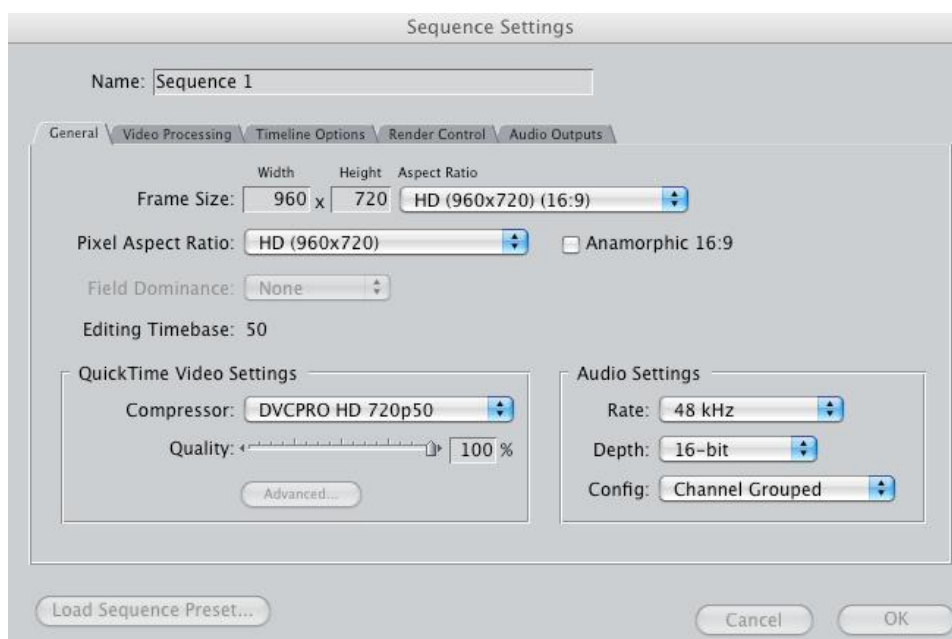 Sequence Settings
Name: Sequence 1
General Video Processing Timeline Options Render Control Audio Outputs
Width Height Aspect Ratio
Frame Size: 960 x 720 HD (960x720) (16:9)
Pixel Aspect Ratio: HD (960x720) Anamorphic 16:9
Field Dominance: None
Editing Timebase: 50
QuickTime Video Settings
Compressor: DVCPRO HD 720p50
Quality: 100 %
Advanced...
Audio Settings
Rate: 48 kHz
Depth: 16-bit
Config: Channel Grouped
Load Sequence Preset...
Cancel OK